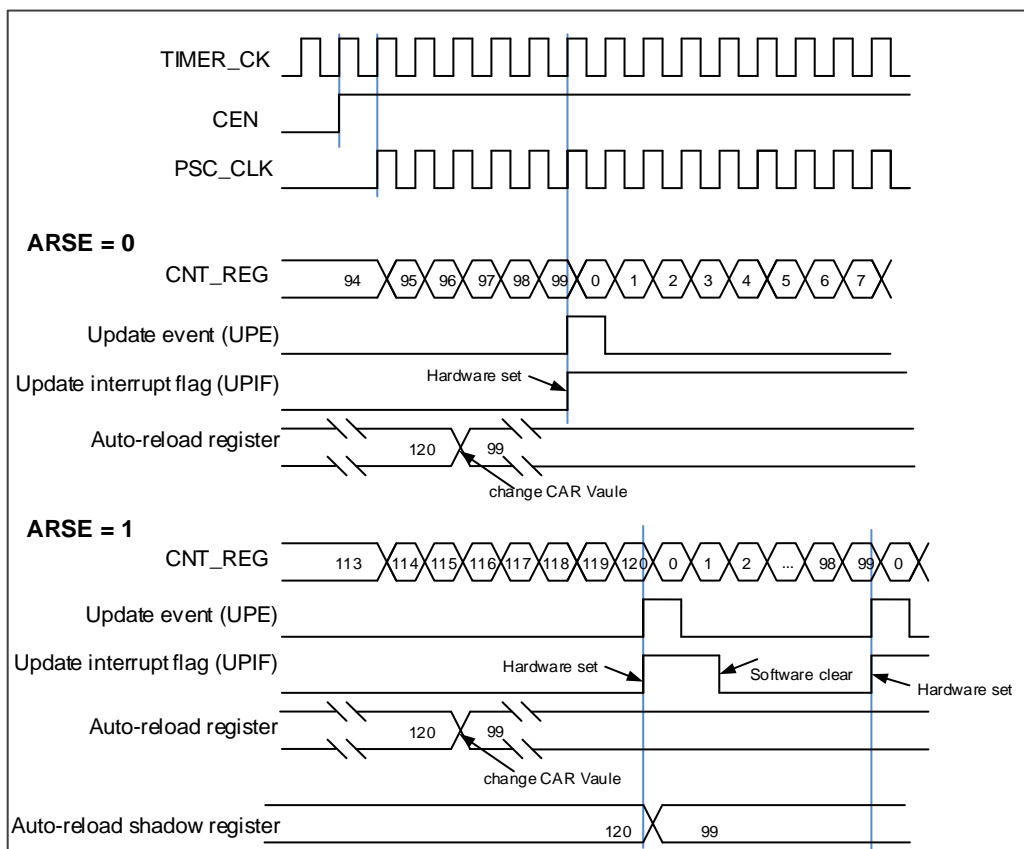 TIMER_CK
CEN
PSC_CLK
ARSE = 0
CNT_REG 94 95 96 97 98 99 0 1 2 3 4 5 6 7
Update event (UPE)
Update interrupt flag (UPIF) Hardware set
Auto-reload register 120 99
change CAR Vaule
ARSE = 1
CNT_REG 113 114 115 116 117 118 119 120 0 1 2 ... 98 99 0
Update event (UPE)
Update interrupt flag (UPIF) Hardware set Software clear Hardware set
Auto-reload register 120 99
change CAR Vaule
Auto-reload shadow register 120 99